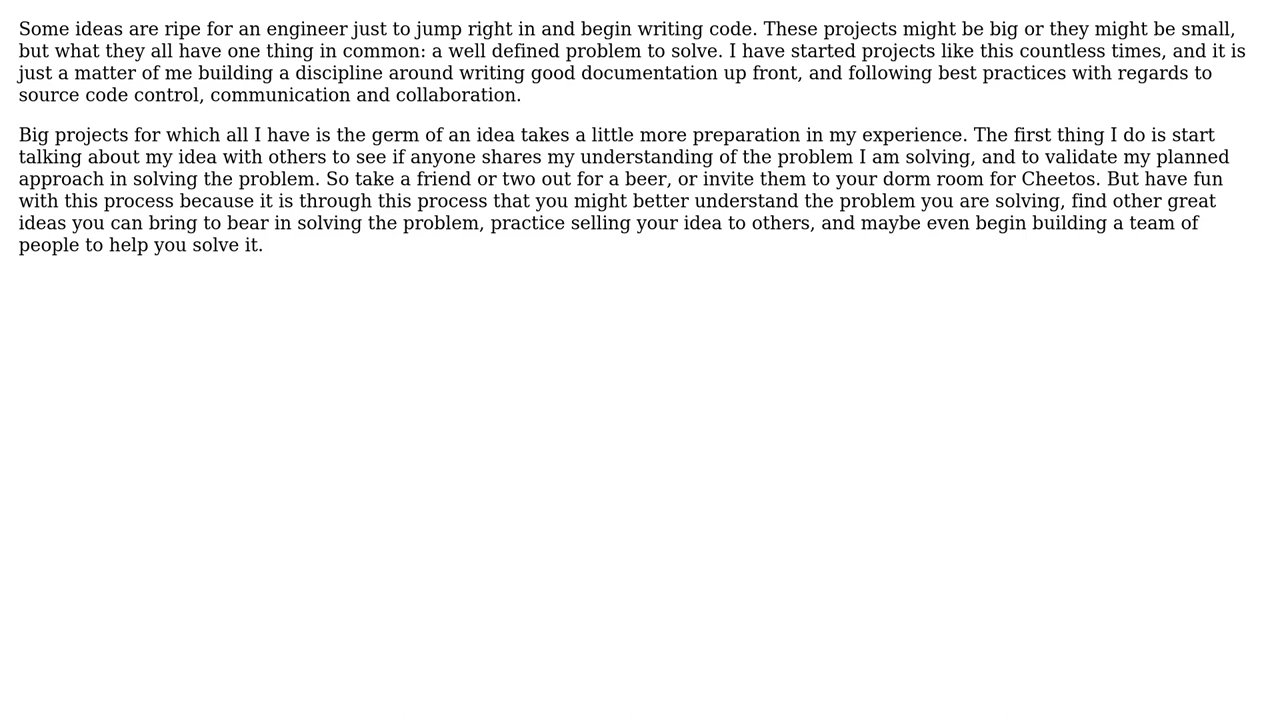 Some ideas are ripe for an engineer just to jump right in and begin writing code. These projects might be big or they might be small,
but what they all have one thing in common: a well defined problem to solve. I have started projects like this countless times, and it is
just a matter of me building a discipline around writing good documentation up front, and following best practices with regards to
source code control, communication and collaboration.
Big projects for which all I have is the germ of an idea takes a little more preparation in my experience. The first thing I do is start
talking about my idea with others to see if anyone shares my understanding of the problem I am solving, and to validate my planned
approach in solving the problem. So take a friend or two out for a beer, or invite them to your dorm room for Cheetos. But have fun
with this process because it is through this process that you might better understand the problem you are solving, find other great
ideas you can bring to bear in solving the problem, practice selling your idea to others, and maybe even begin building a team of
people to help you solve it.